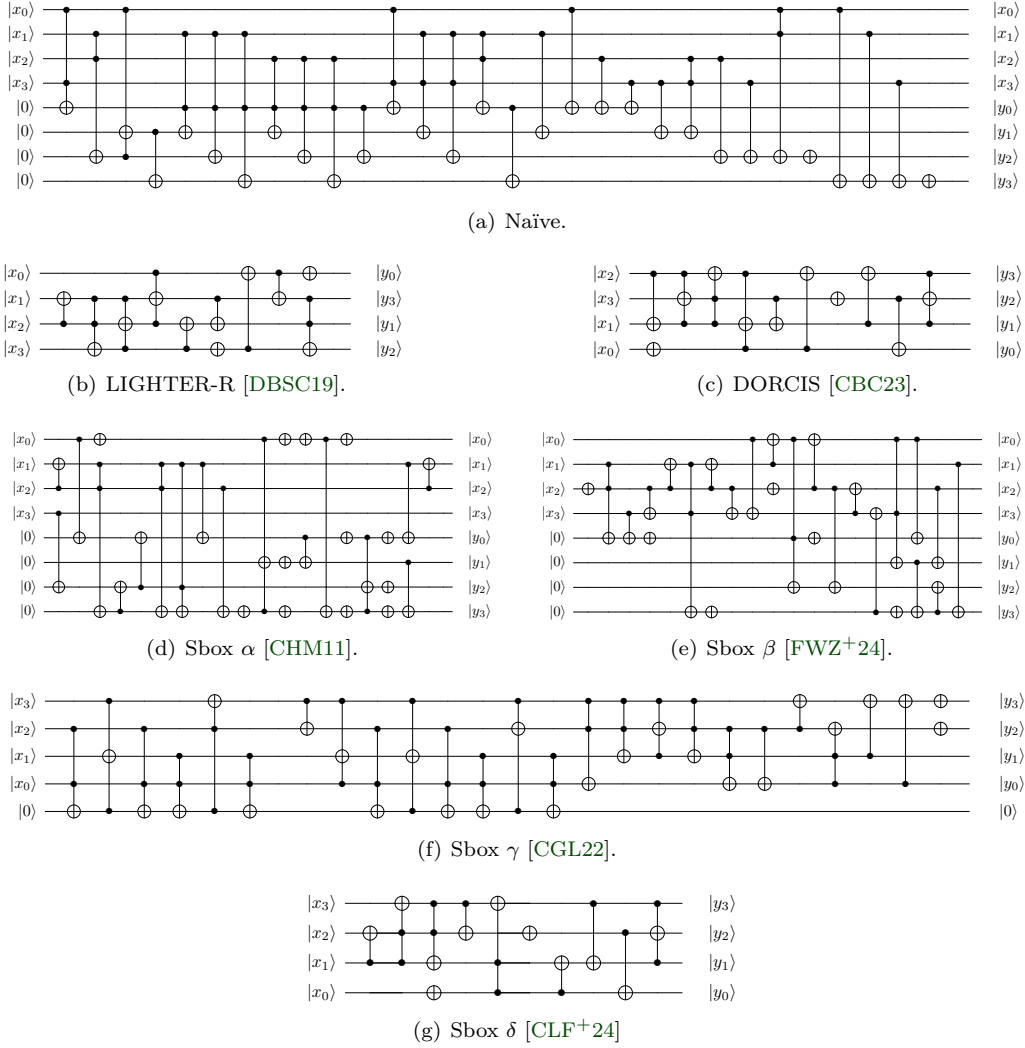 |x₀⟩ |x₀⟩
|x₁⟩ |x₁⟩
|x₂⟩ |x₂⟩
|x₃⟩ |x₃⟩
|0⟩ |y₀⟩
|0⟩ |y₁⟩
|0⟩ |y₂⟩
|0⟩ |y₃⟩
(a) Naïve.
|x₀⟩ |y₀⟩
|x₁⟩ |y₃⟩
|x₂⟩ |y₁⟩
|x₃⟩ |y₂⟩
(b) LIGHTER-R [DBSC19].
|x₂⟩ |y₃⟩
|x₃⟩ |y₂⟩
|x₁⟩ |y₁⟩
|x₀⟩ |y₀⟩
(c) DORCIS [CBC23].
|x₀⟩ |x₀⟩
|x₁⟩ |x₁⟩
|x₂⟩ |x₂⟩
|x₃⟩ |x₃⟩
|0⟩ |y₀⟩
|0⟩ |y₁⟩
|0⟩ |y₂⟩
|0⟩ |y₃⟩
(d) Sbox α [CHM11].
|x₀⟩ |x₀⟩
|x₁⟩ |x₁⟩
|x₂⟩ |x₂⟩
|x₃⟩ |x₃⟩
|0⟩ |y₀⟩
|0⟩ |y₁⟩
|0⟩ |y₂⟩
|0⟩ |y₃⟩
(e) Sbox β [FWZ⁺24].
|x₃⟩ |y₃⟩
|x₂⟩ |y₂⟩
|x₁⟩ |y₁⟩
|x₀⟩ |y₀⟩
|0⟩ |0⟩
(f) Sbox γ [CGL22].
|x₃⟩ |y₃⟩
|x₂⟩ |y₂⟩
|x₁⟩ |y₁⟩
|x₀⟩ |y₀⟩
(g) Sbox δ [CLF⁺24]